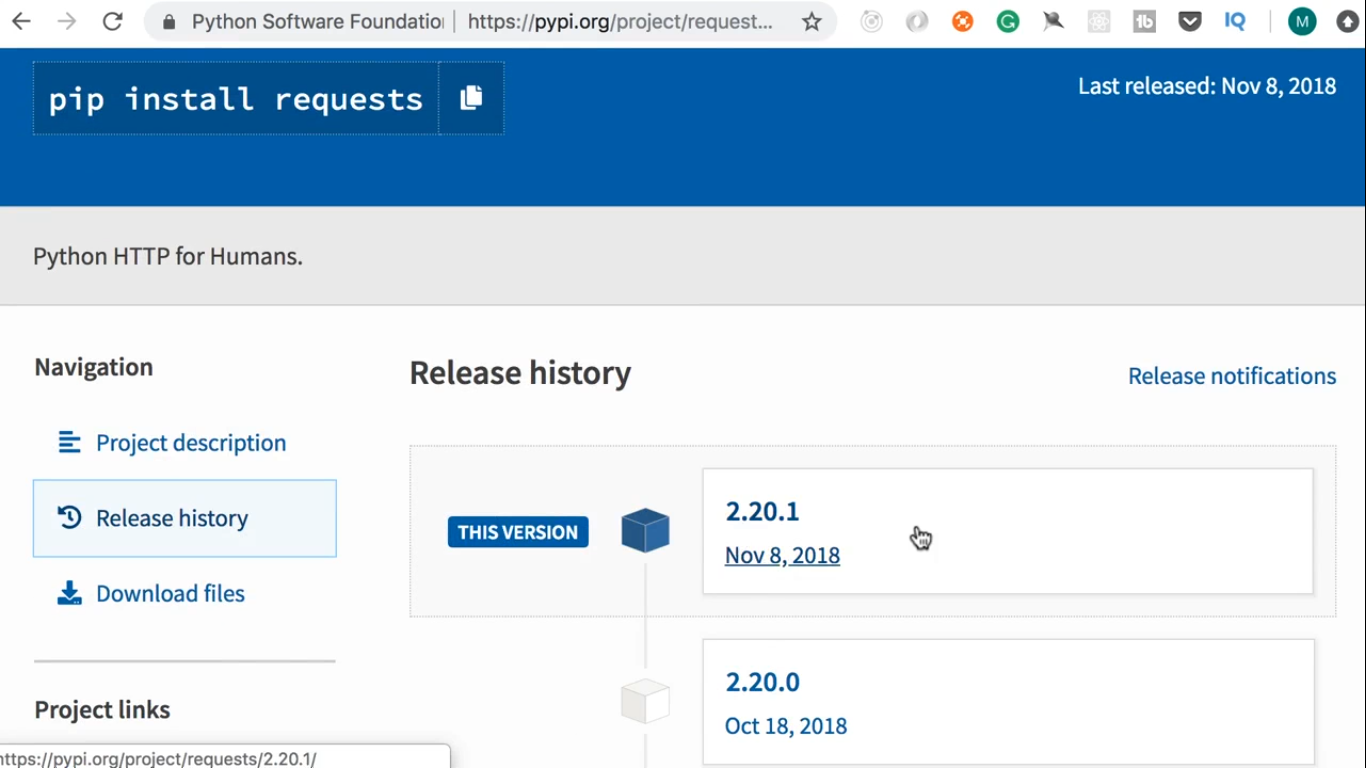 Python Software Foundation https://pypi.org/project/request...
M
pip install requests
Last released: Nov 8, 2018
Python HTTP for Humans.
Navigation
Project description
Release history
Download files
Project links
Release history
Release notifications
THIS VERSION
2.20.1
Nov 8, 2018
2.20.0
Oct 18, 2018
https://pypi.org/project/requests/2.20.1/